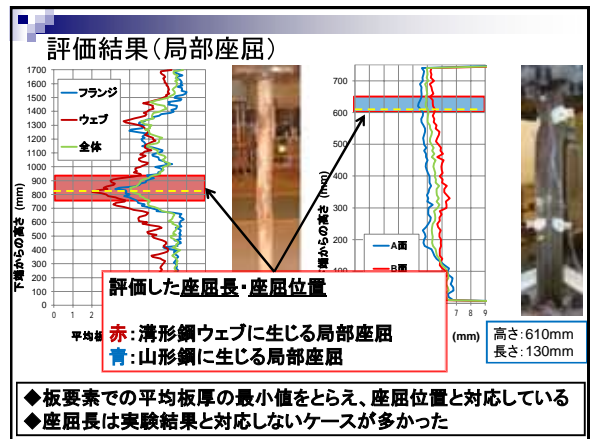 評価結果（局部座屈）
1700
1600
1500
1400
1300
1200
1100
1000
900
800
700
600
500
400
300
200
100
0
下端からの高さ (mm)
フランジ
ウェブ
全体
0
2
平均板
700
600
500
400
300
200
100
端からの高さ (mm)
A面
B面
7 8 9
(mm)
評価した座屈長・座屈位置
赤：溝形鋼ウェブに生じる局部座屈
青：山形鋼に生じる局部座屈
高さ：610mm
長さ：130mm
◆板要素での平均板厚の最小値をとらえ、座屈位置と対応している
◆座屈長は実験結果と対応しないケースが多かった